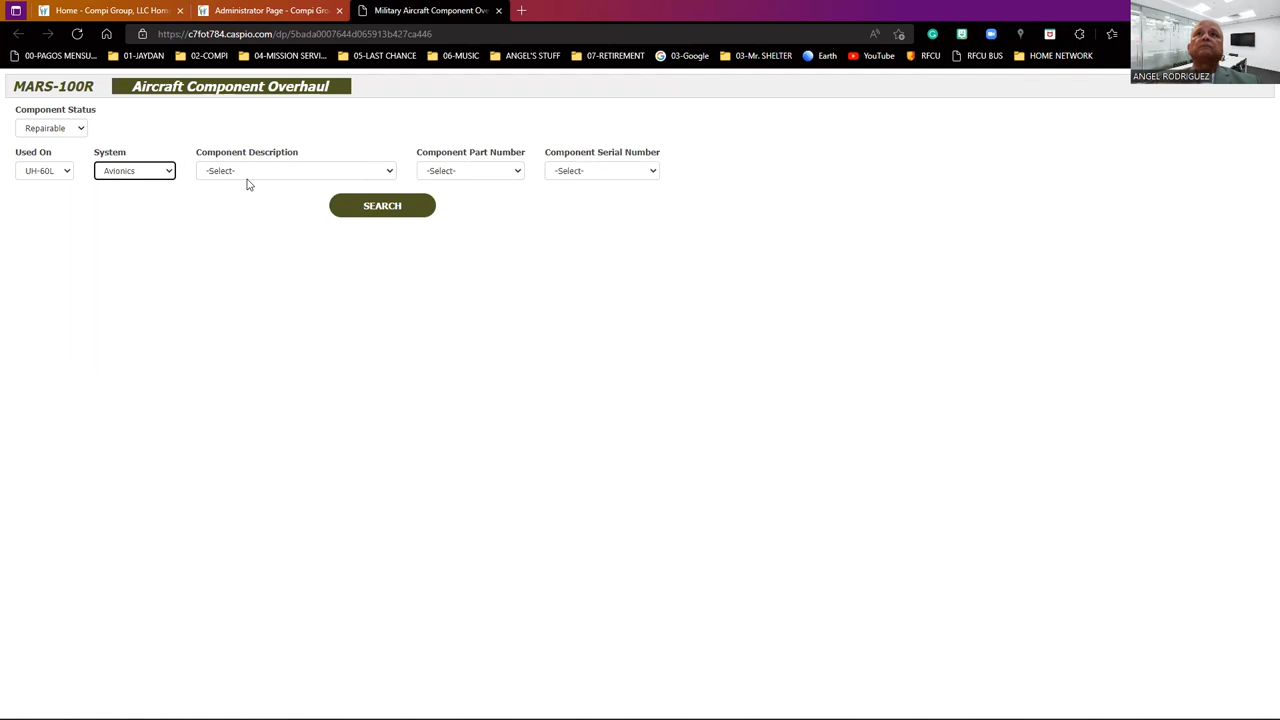 Home - Compi Group, LLC Hom
Administrator Page - Compi Gro
Military Aircraft Component Ov
https://c7fot784.caspio.com/dp/5bada0007644d065913b427ca446
00-PAGOS MENSU...
01-JAYDAN
02-COMPI
04-MISSION SERVI...
05-LAST CHANCE
06-MUSIC
ANGEL'S STUFF
07-RETIREMENT
03-Google
03-Mr. SHELTER
Earth
YouTube
RFCU
RFCU BUS
HOME NETWORK
ANGEL RODRIGUEZ
MARS-100R
Aircraft Component Overhaul
Component Status
Repairable
Used On
System
Component Description
Component Part Number
Component Serial Number
UH-60L
Avionics
-Select-
-Select-
-Select-
SEARCH